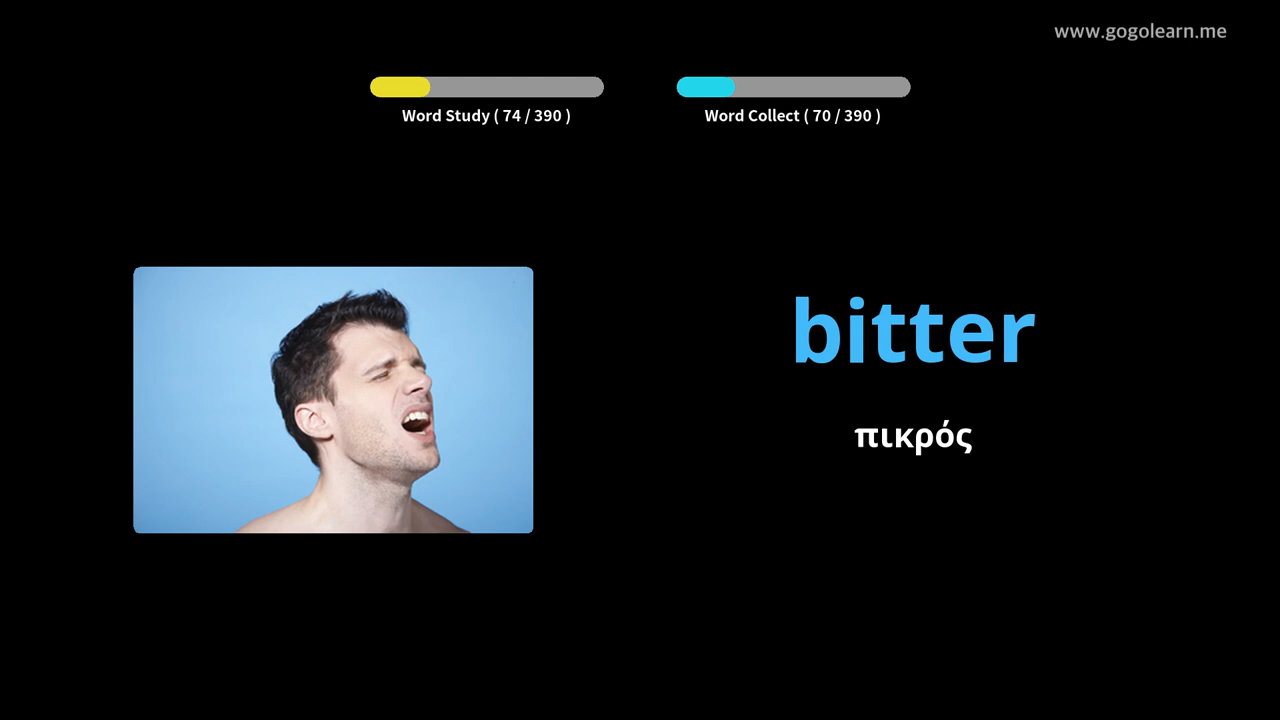 www.gogolearn.me
Word Study ( 74 / 390 )
Word Collect ( 70 / 390 )
bitter
πικρός